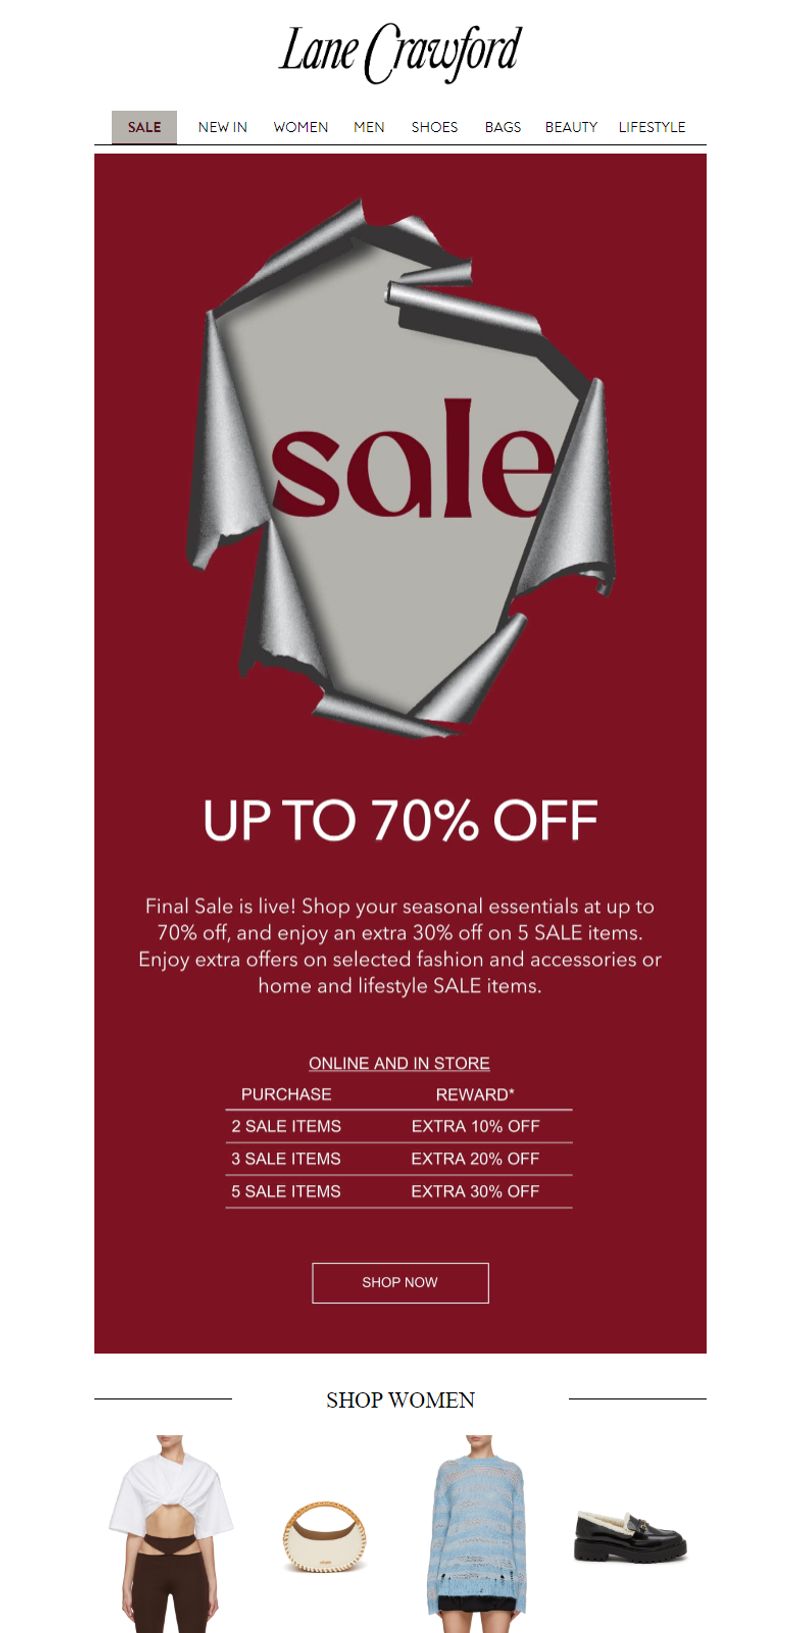 Lane Crawford
SALE NEW IN WOMEN MEN SHOES BAGS BEAUTY LIFESTYLE
sale
UP TO 70% OFF
Final Sale is live! Shop your seasonal essentials at up to
70% off, and enjoy an extra 30% off on 5 SALE items.
Enjoy extra offers on selected fashion and accessories or
home and lifestyle SALE items.
ONLINE AND IN STORE
PURCHASE REWARD*
2 SALE ITEMS EXTRA 10% OFF
3 SALE ITEMS EXTRA 20% OFF
5 SALE ITEMS EXTRA 30% OFF
SHOP NOW
SHOP WOMEN